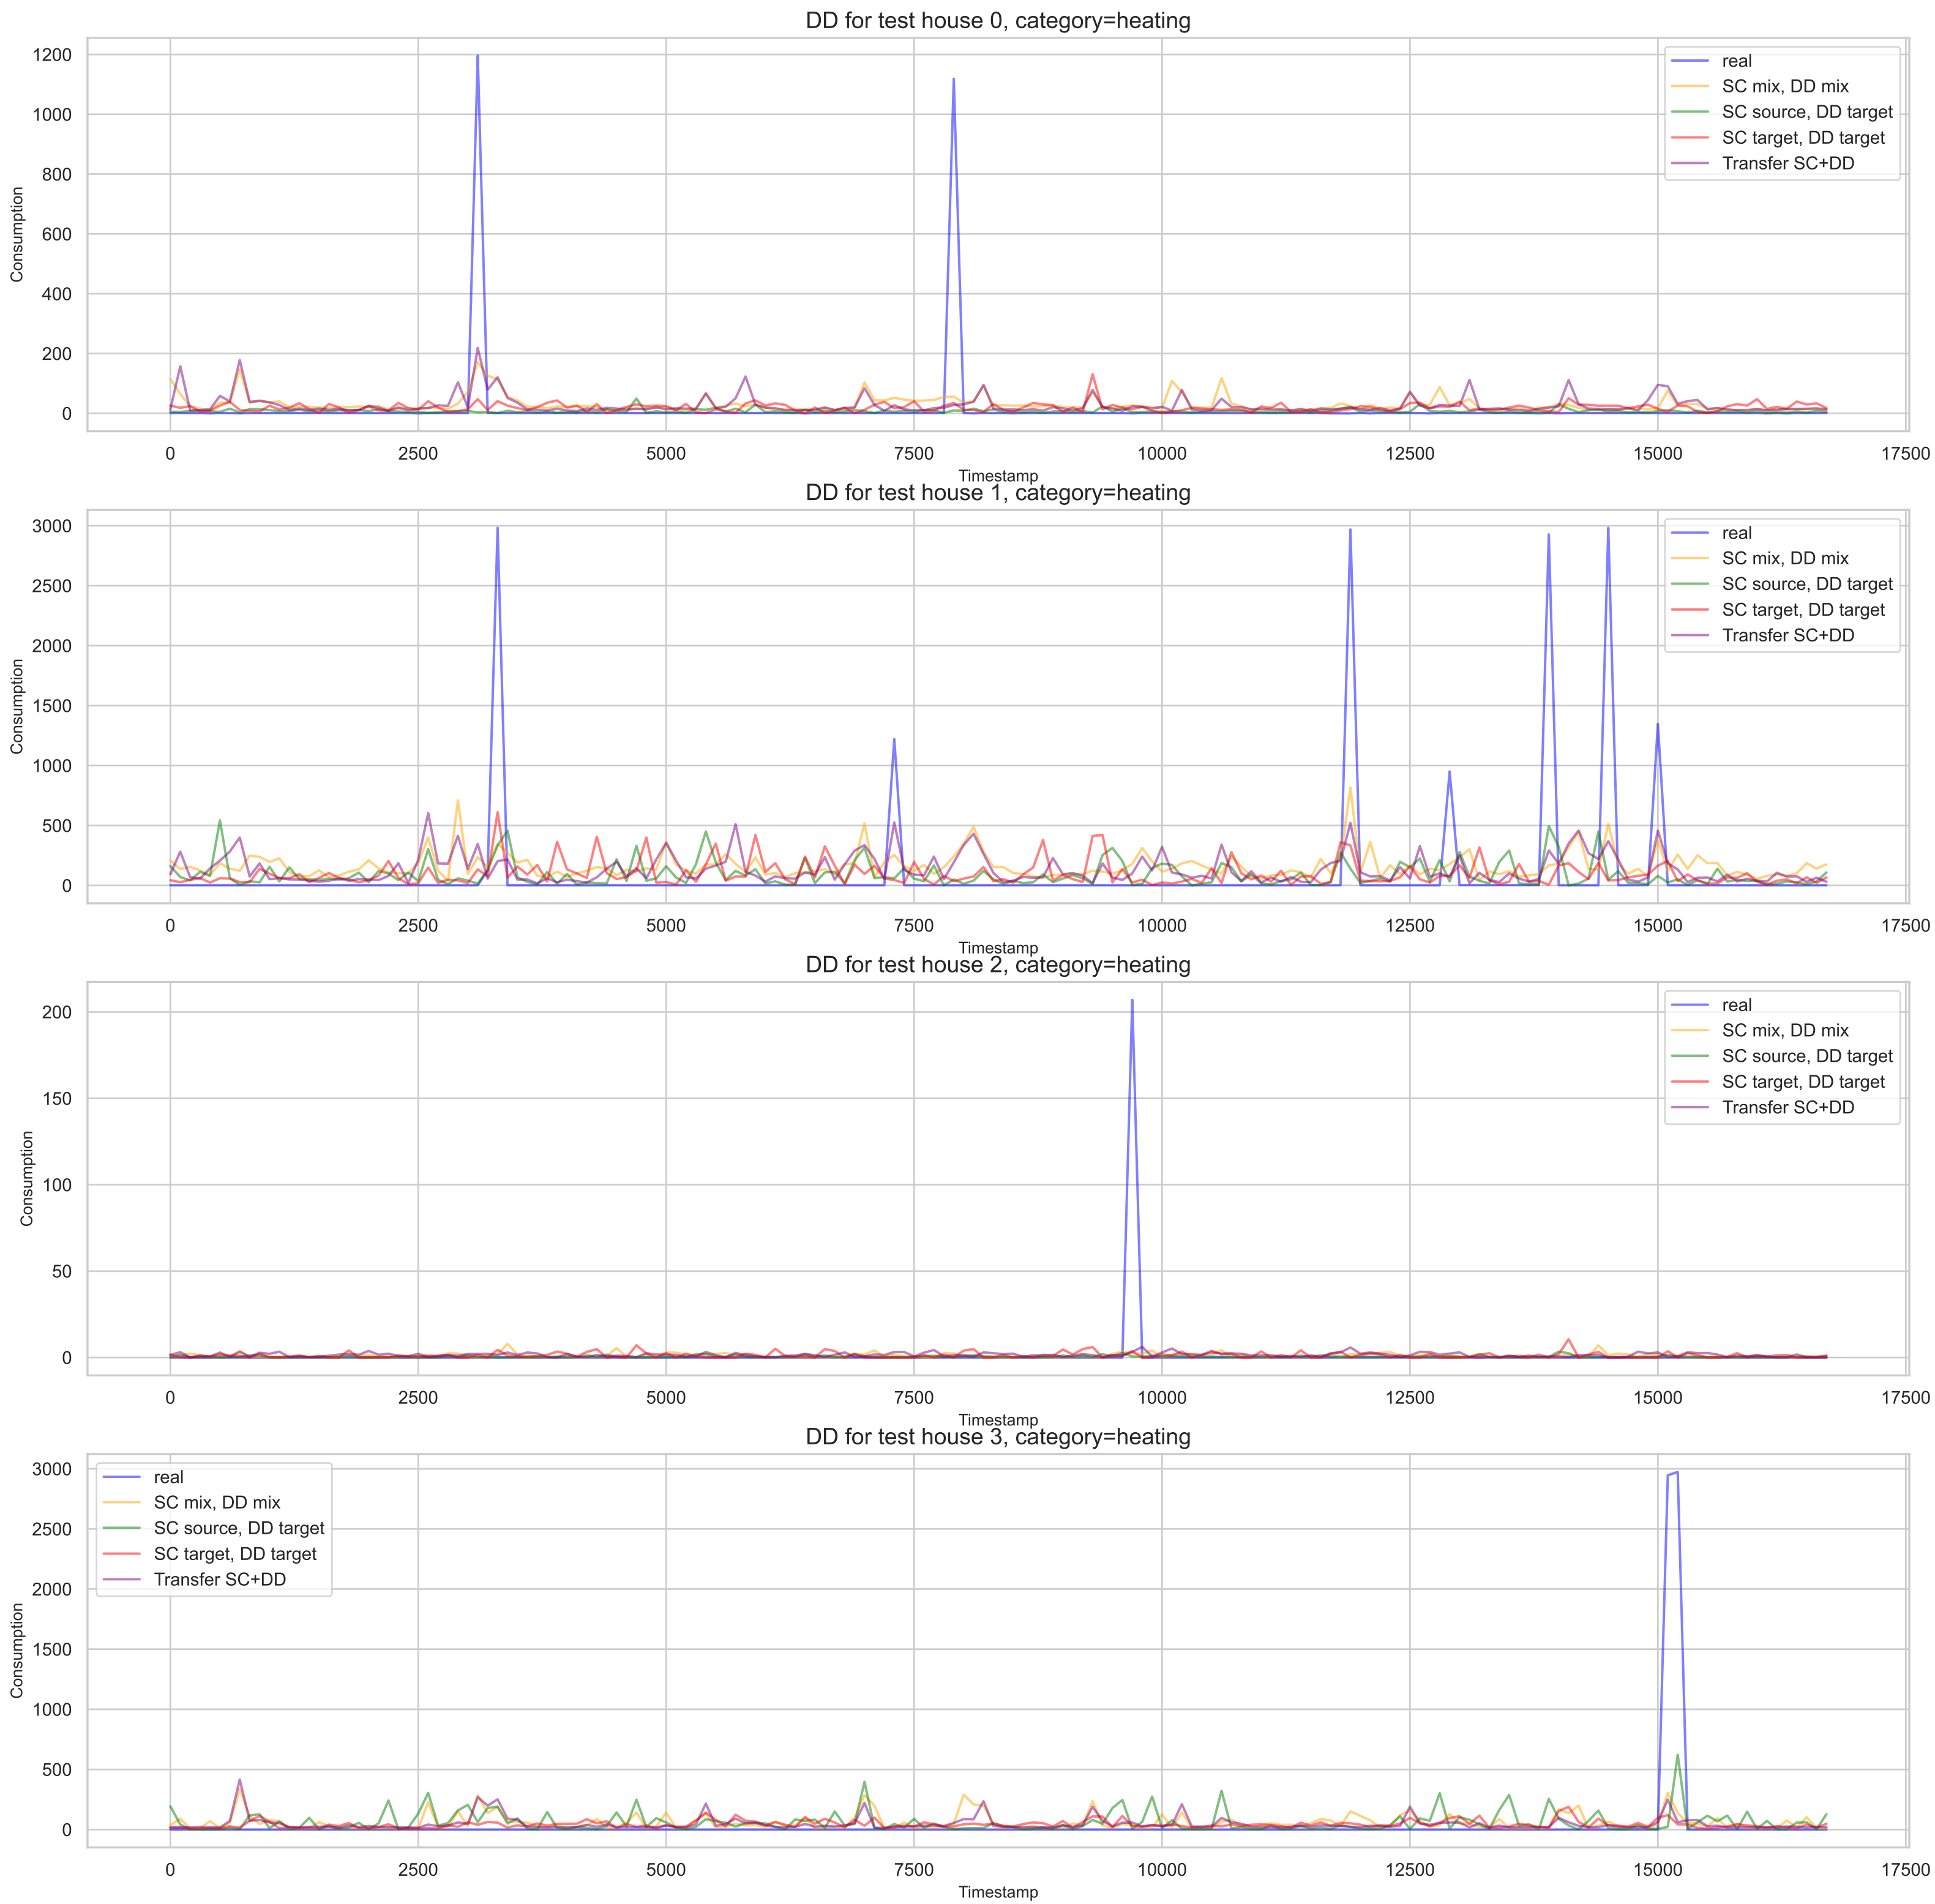 DD for test house 0, category=heating
1200
1000
800
600
400
200
0
Consumption
real
SC mix, DD mix
SC source, DD target
SC target, DD target
Transfer SC+DD
0 2500 5000 7500 10000 12500 15000 17500
Timestamp
DD for test house 1, category=heating
3000
2500
2000
1500
1000
500
0
Consumption
real
SC mix, DD mix
SC source, DD target
SC target, DD target
Transfer SC+DD
0 2500 5000 7500 10000 12500 15000 17500
Timestamp
DD for test house 2, category=heating
200
150
100
50
0
Consumption
real
SC mix, DD mix
SC source, DD target
SC target, DD target
Transfer SC+DD
0 2500 5000 7500 10000 12500 15000 17500
Timestamp
DD for test house 3, category=heating
3000
2500
2000
1500
1000
500
0
Consumption
real
SC mix, DD mix
SC source, DD target
SC target, DD target
Transfer SC+DD
0 2500 5000 7500 10000 12500 15000 17500
Timestamp